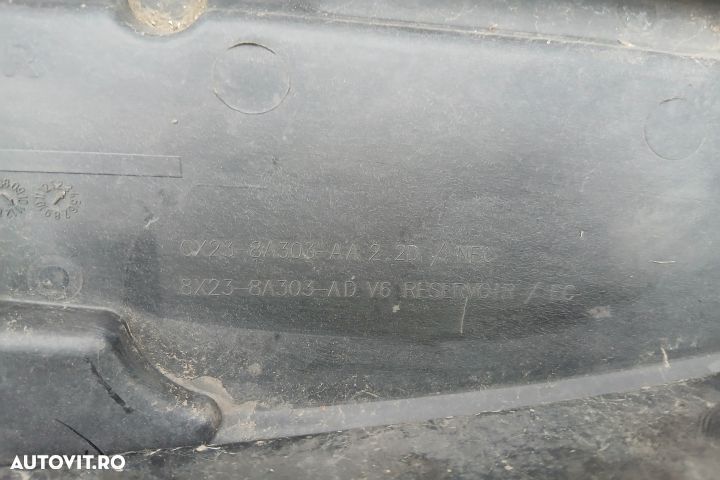 CX23-8A303-AA 2.2D / NEC
8X23-8A303-AD V6 RESERVOIR / EC
AUTOVIT.RO